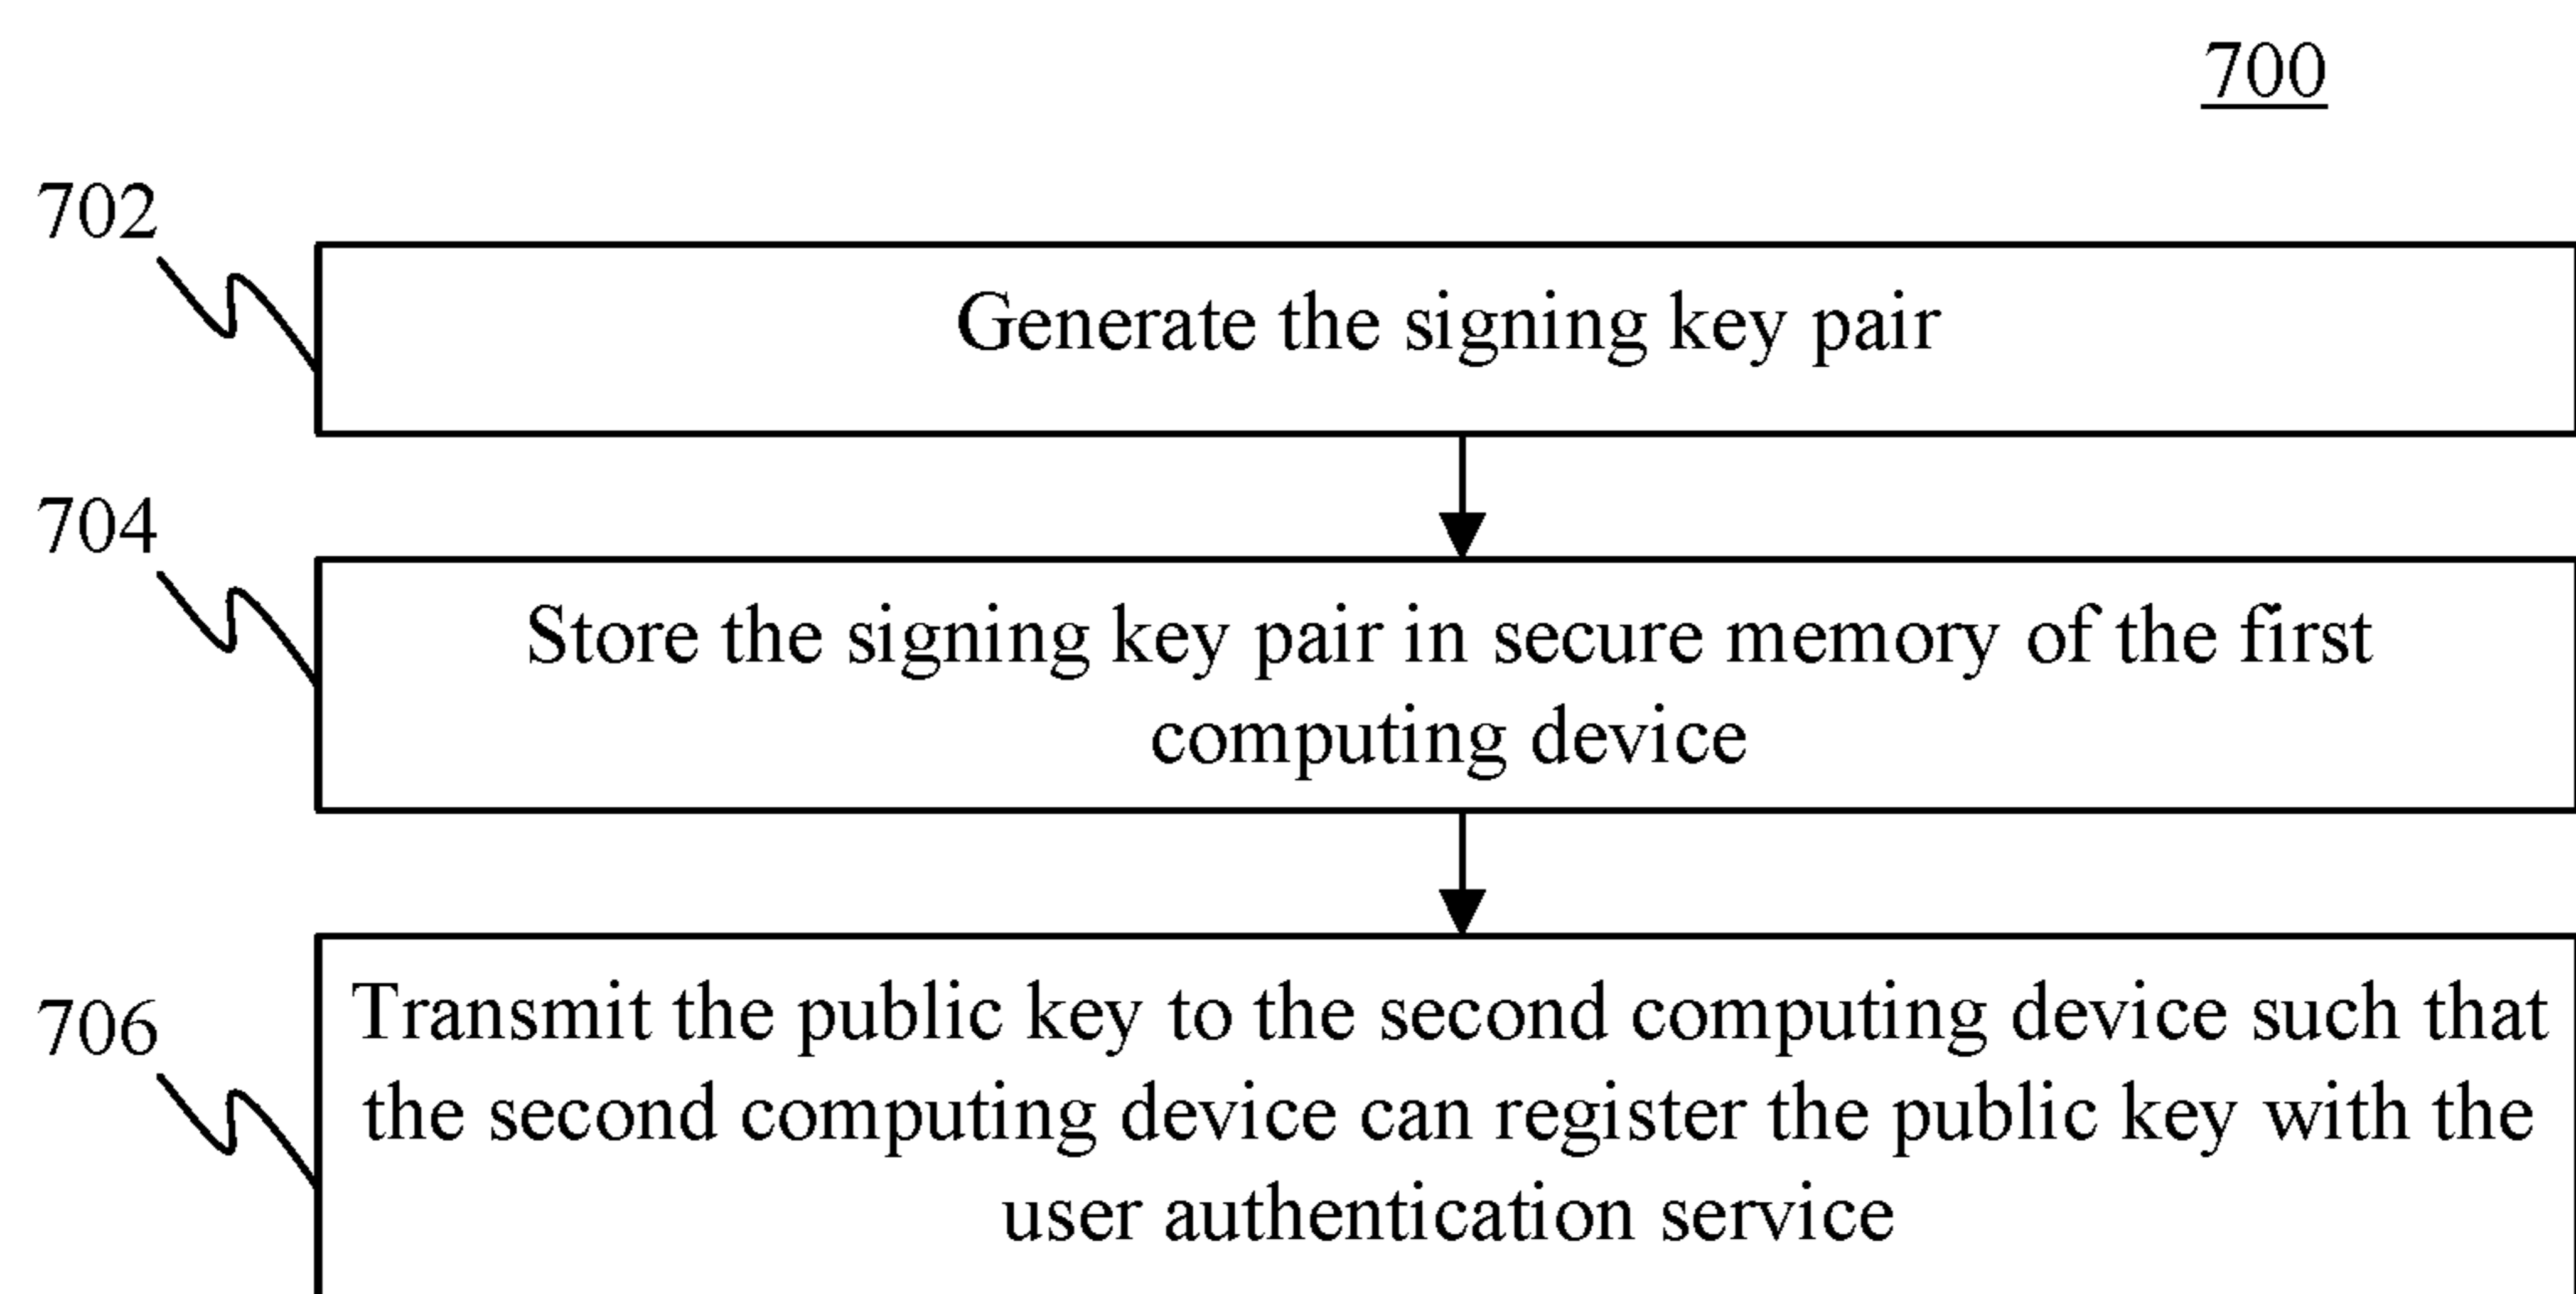 700
702
Generate the signing key pair
704
Store the signing key pair in secure memory of the first
computing device
706
Transmit the public key to the second computing device such that
the second computing device can register the public key with the
user authentication service